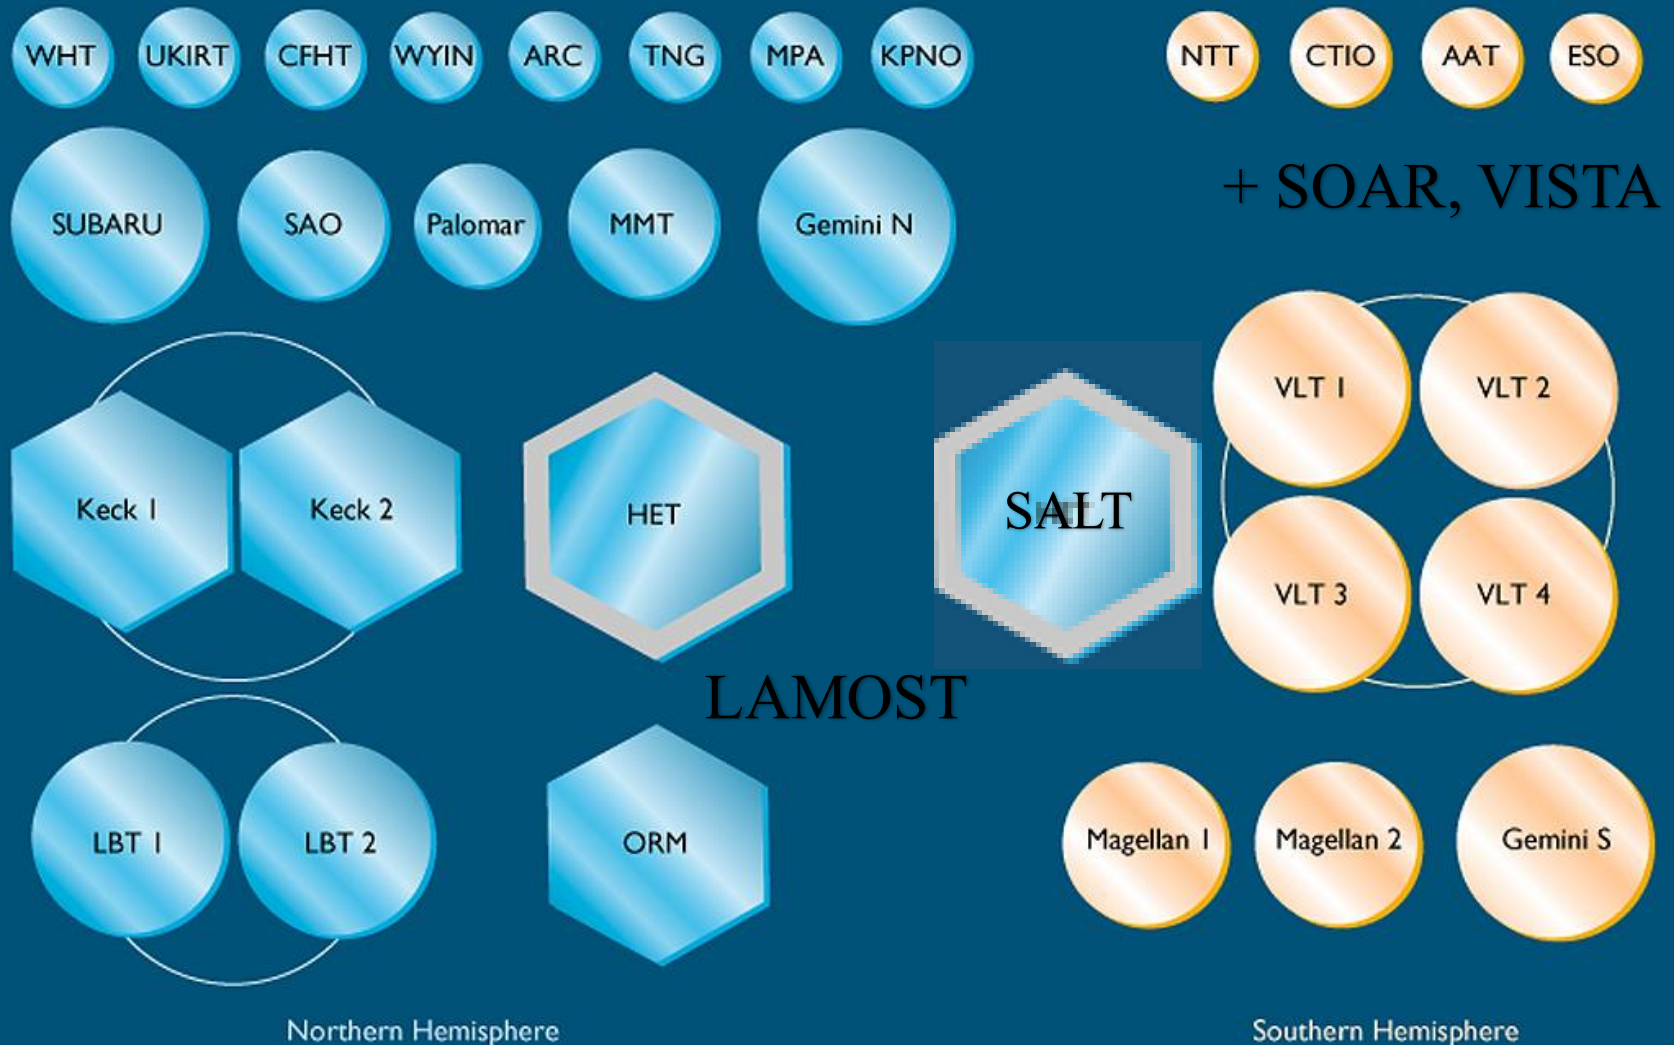 WHT UKIRT CFHT WYIN ARC TNG MPA KPNO NTT CTIO AAT ESO
+ SOAR, VISTA
SUBARU SAO Palomar MMT Gemini N
VLT 1 VLT 2
Keck 1 Keck 2 HET SALT
VLT 3 VLT 4
LAMOST
LBT 1 LBT 2 ORM Magellan 1 Magellan 2 Gemini S
Northern Hemisphere Southern Hemisphere